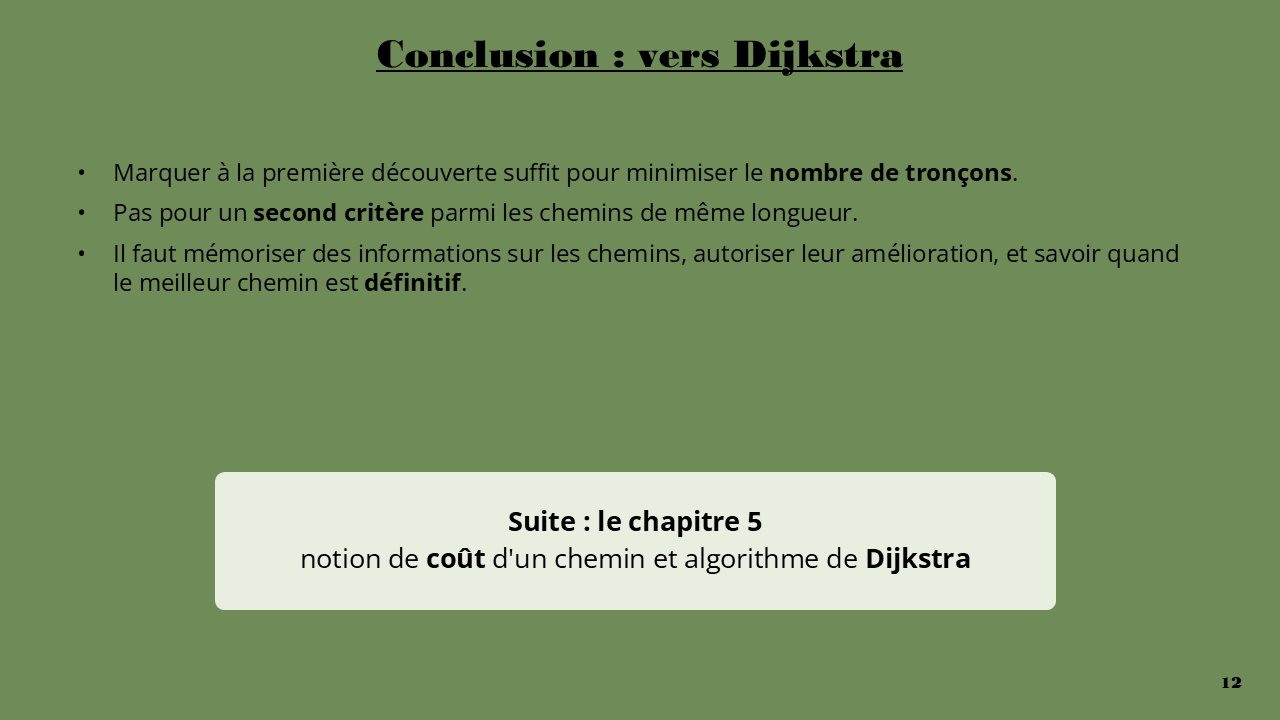 Conclusion : vers Dijkstra
• Marquer à la première découverte suffit pour minimiser le nombre de tronçons.
• Pas pour un second critère parmi les chemins de même longueur.
• Il faut mémoriser des informations sur les chemins, autoriser leur amélioration, et savoir quand
le meilleur chemin est définitif.
Suite : le chapitre 5
notion de coût d'un chemin et algorithme de Dijkstra
12